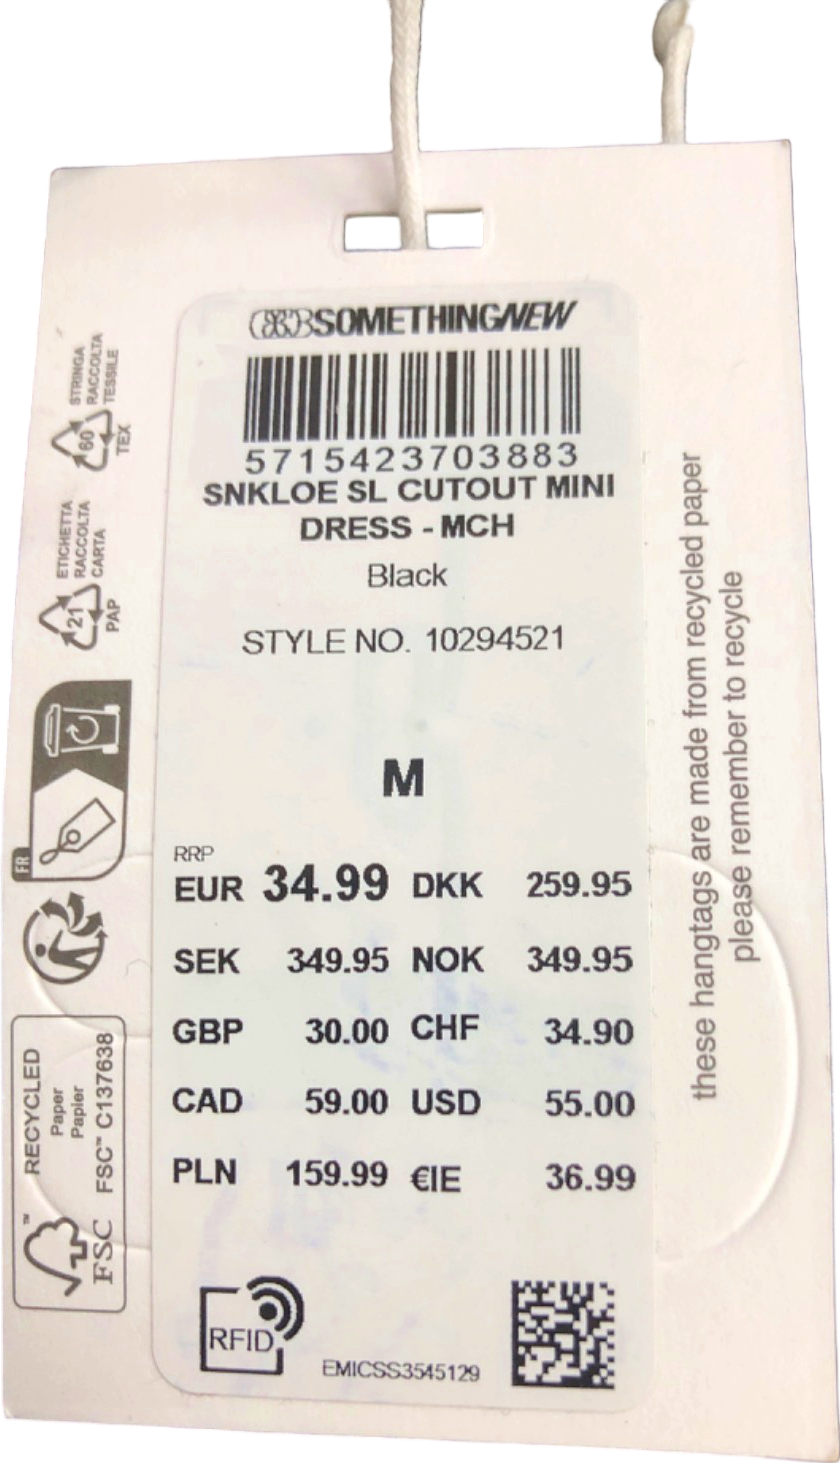 SOMETHINGNEW
5715423703883
SNKLOE SL CUTOUT MINI
DRESS - MCH
Black
STYLE NO. 10294521
M
RRP
EUR 34.99 DKK 259.95
SEK 349.95 NOK 349.95
GBP 30.00 CHF 34.90
CAD 59.00 USD 55.00
PLN 159.99 €IE 36.99
RFID
EMICSS3545129
STRINGA
RACCOLTA
TESSILE
60
TEX
ETICHETTA
RACCOLTA
CARTA
21
PAP
FR
RECYCLED
Paper
Papier
FSC™ C137638
FSC
these hangtags are made from recycled paper
please remember to recycle